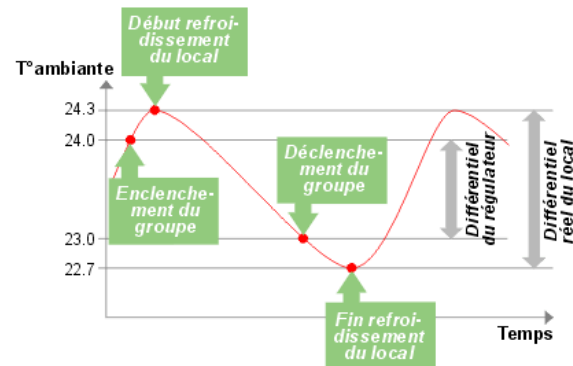 Début refroi-
dissement
du local
T°ambiante
24.3
24.0
23.0
22.7
Enclenche-
ment du
groupe
Déclenche-
ment du
groupe
Différentiel
du régulateur
Différentiel
réel du local
Fin refroi-
dissement
du local
Temps